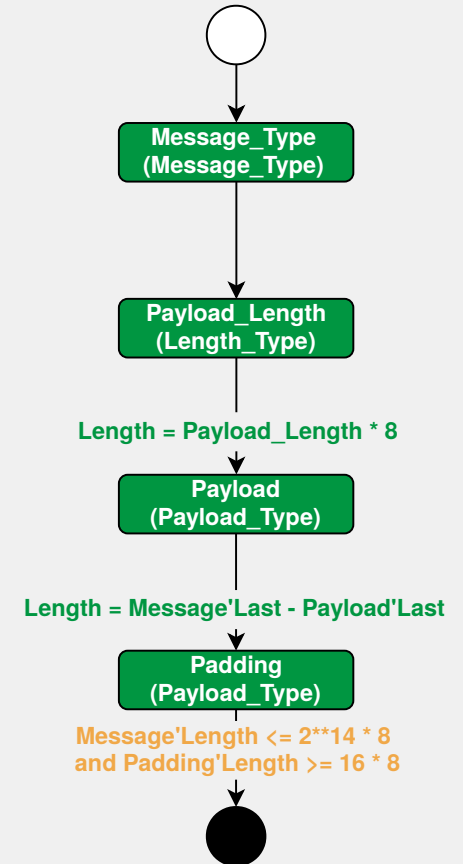 Message_Type
(Message_Type)
Payload_Length
(Length_Type)
Length = Payload_Length * 8
Payload
(Payload_Type)
Length = Message'Last - Payload'Last
Padding
(Payload_Type)
Message'Length <= 2**14 * 8
and Padding'Length >= 16 * 8